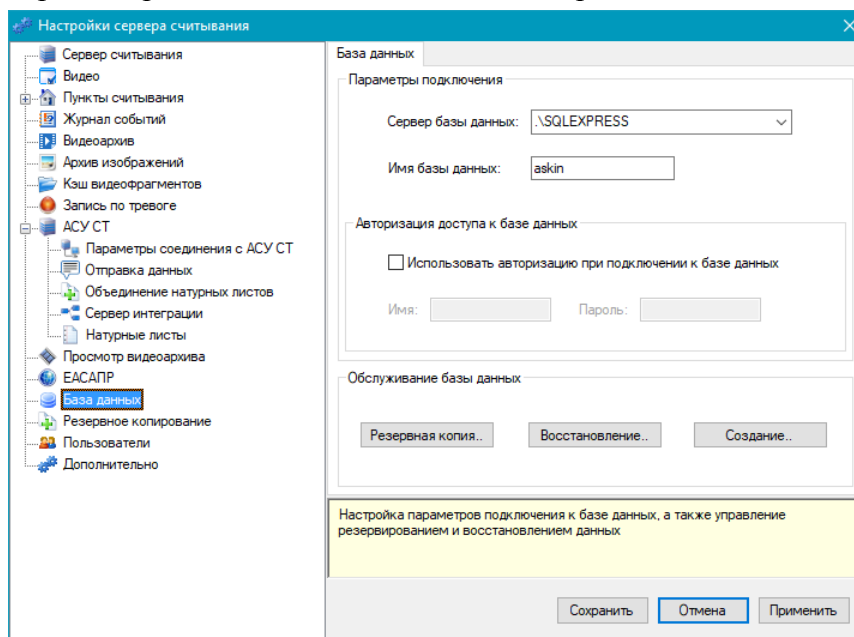 Настройки сервера считывания
Сервер считывания
Видео
Пункты считывания
Журнал событий
Видеоархив
Архив изображений
Кэш видеофрагментов
Запись по тревоге
АСУ СТ
Параметры соединения с АСУ СТ
Отправка данных
Объединение натурных листов
Сервер интеграции
Натурные листы
Просмотр видеоархива
ЕАСАПР
База данных
Резервное копирование
Пользователи
Дополнительно
База данных
Параметры подключения
Сервер базы данных: .\SQLEXPRESS
Имя базы данных: askin
Авторизация доступа к базе данных
Использовать авторизацию при подключении к базе данных
Имя: Пароль:
Обслуживание базы данных
Резервная копия.. Восстановление.. Создание..
Настройка параметров подключения к базе данных, а также управление
резервированием и восстановлением данных
Сохранить Отмена Применить